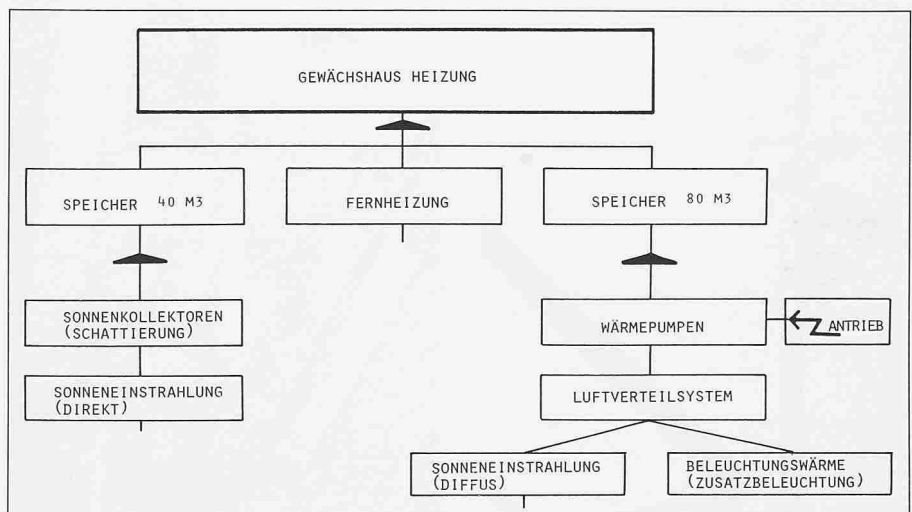 GEWÄCHSHAUS HEIZUNG
SPEICHER 40 M3
FERNHEIZUNG
SPEICHER 80 M3
SONNENKOLLEKTOREN
(SCHATTIERUNG)
WÄRMEPUMPEN
ANTRIEB
SONNENEINSTRAHLUNG
(DIREKT)
LUFTVERTEILSYSTEM
SONNENEINSTRAHLUNG
(DIFFUS)
BELEUCHTUNGSWÄRME
(ZUSATZBELEUCHTUNG)